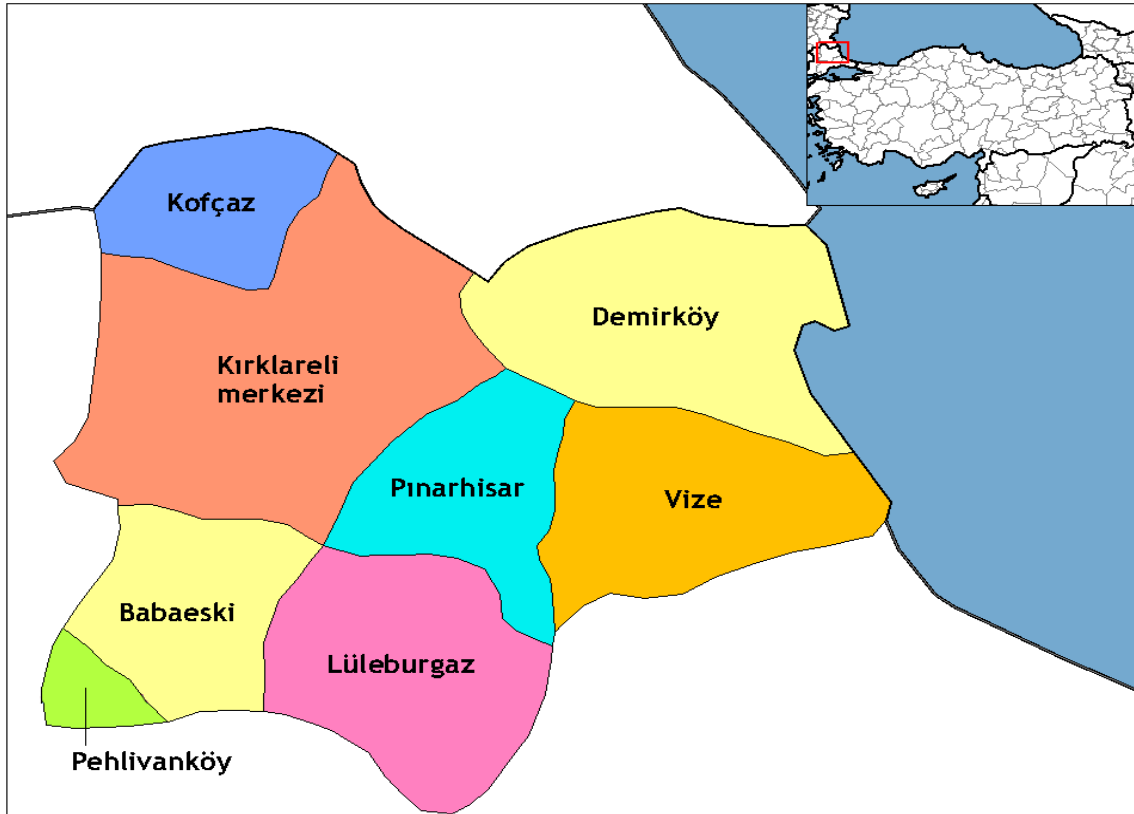 Kofçaz
Demirköy
Kırklareli
merkezi
Pınarhisar
Vize
Babaeski
Lüleburgaz
Pehlivanköy